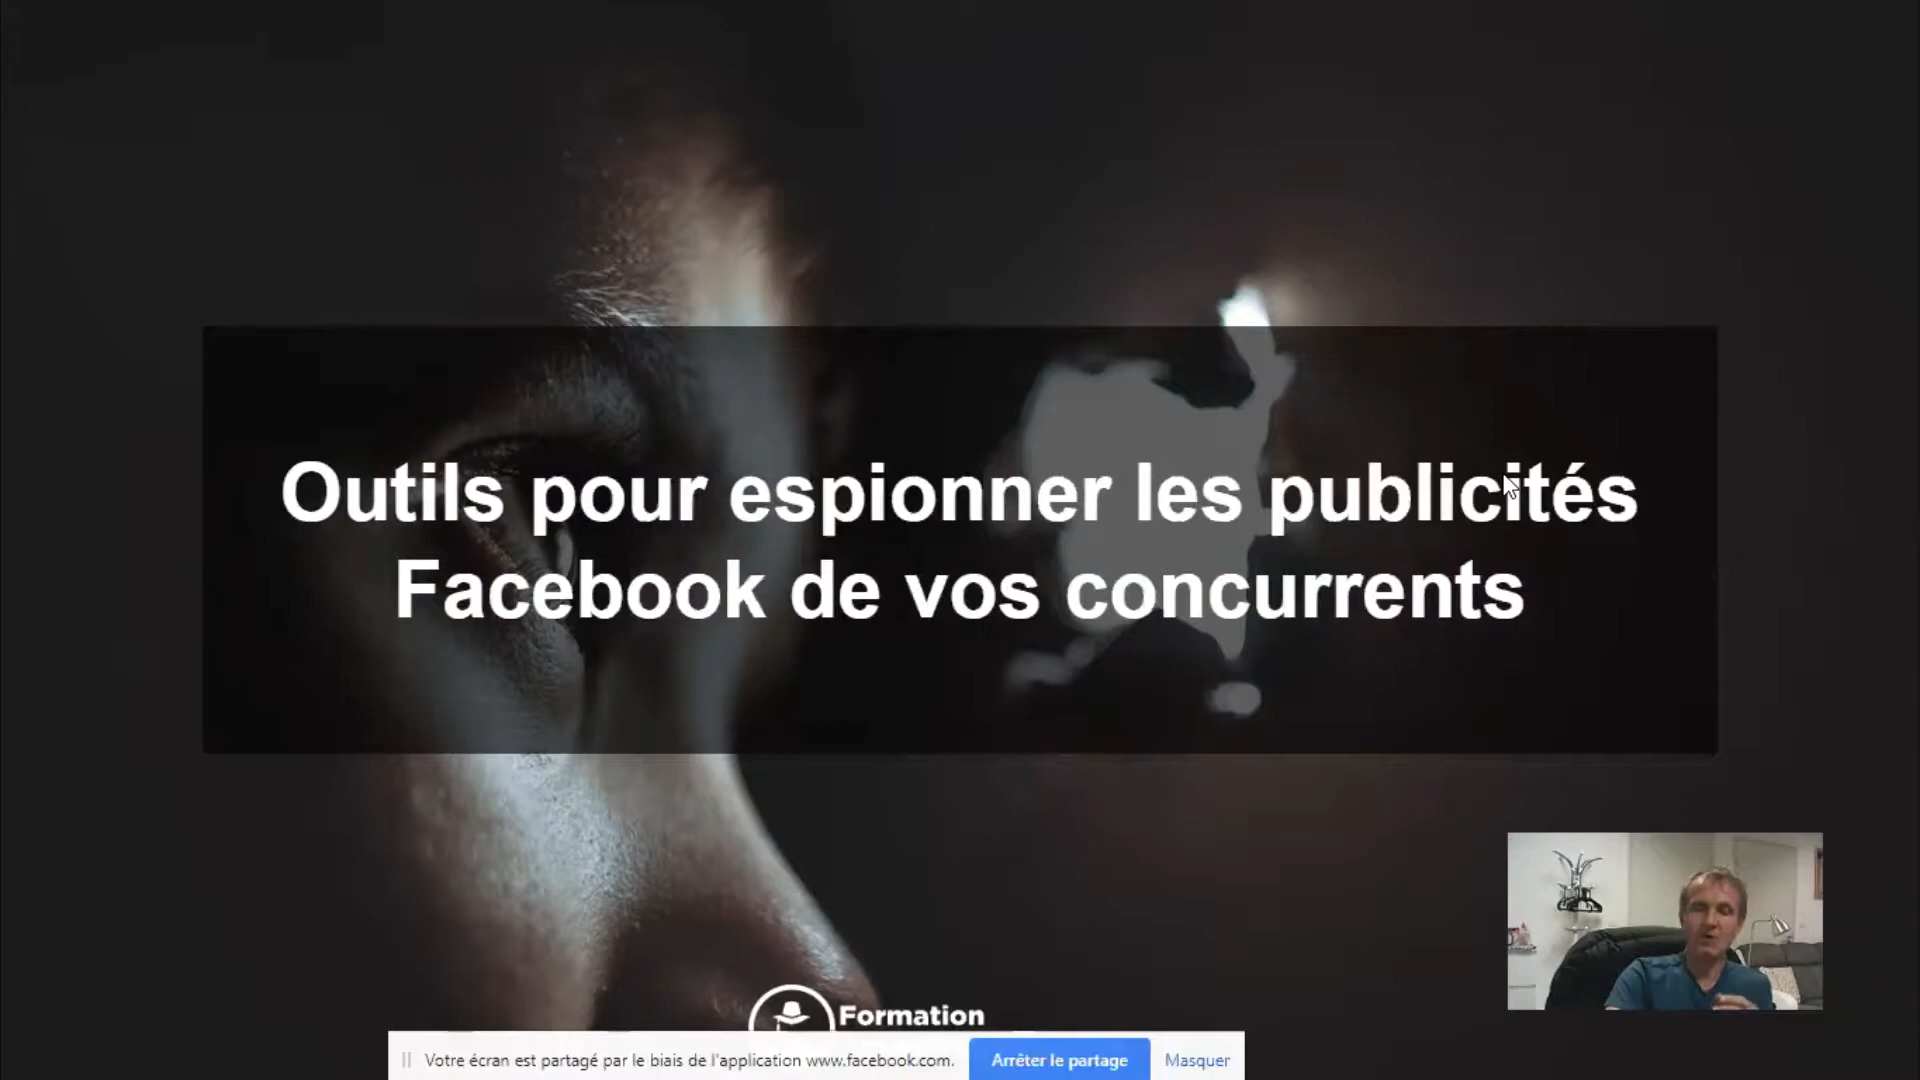 Outils pour espionner les publicités
Facebook de vos concurrents
Formation
Votre écran est partagé par le biais de l'application www.facebook.com.
Arrêter le partage
Masquer